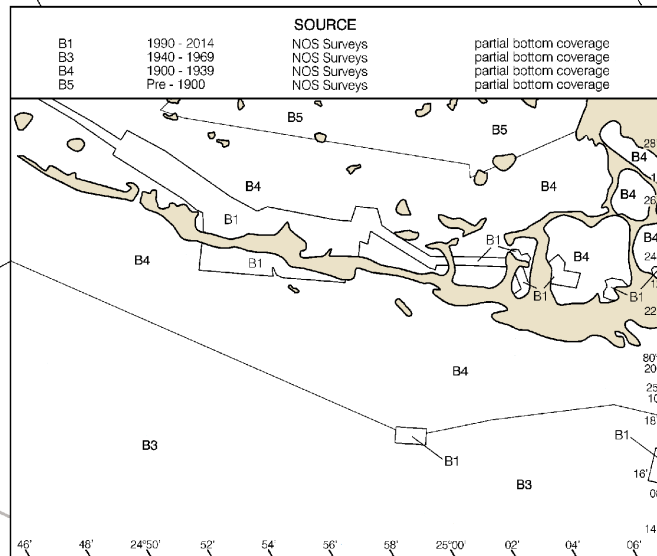 SOURCE
B1 1990 - 2014 NOS Surveys partial bottom coverage
B3 1940 - 1969 NOS Surveys partial bottom coverage
B4 1900 - 1939 NOS Surveys partial bottom coverage
B5 Pre - 1900 NOS Surveys partial bottom coverage
B5
B5
28
B4
B4
B4
B4
26
B1
B4
B1
B4
B1
B4
24
B1
B1
22
80°
B4
20
25
10
18
B1
B3
B1
16'
B3
14
46' 48' 24°50' 52' 54' 56' 58' 25°00' 02' 04' 06'